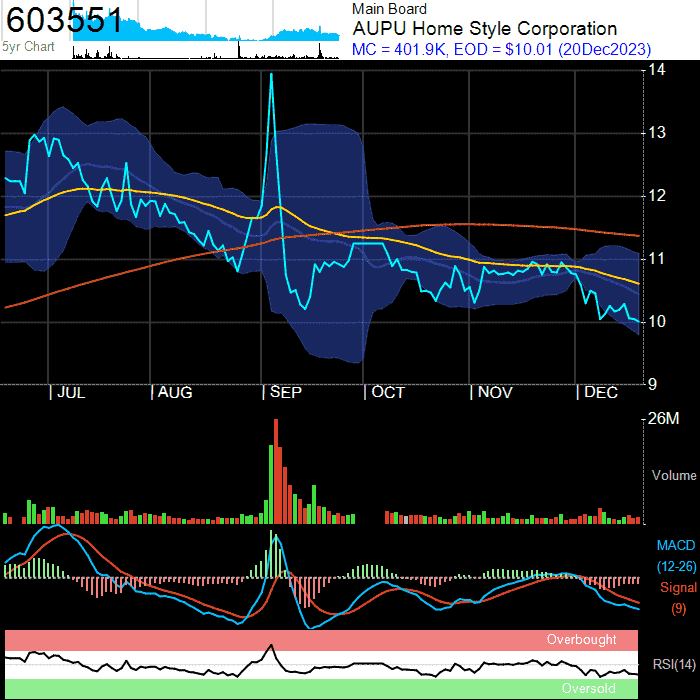 603551
5yr Chart
Main Board
AUPU Home Style Corporation
MC = 401.9K, EOD = $10.01 (20Dec2023)
14
13
12
11
10
9
| JUL | AUG | SEP | OCT | NOV | DEC
26M
Volume
MACD
(12-26)
Signal
(9)
Overbought
RSI(14)
Oversold